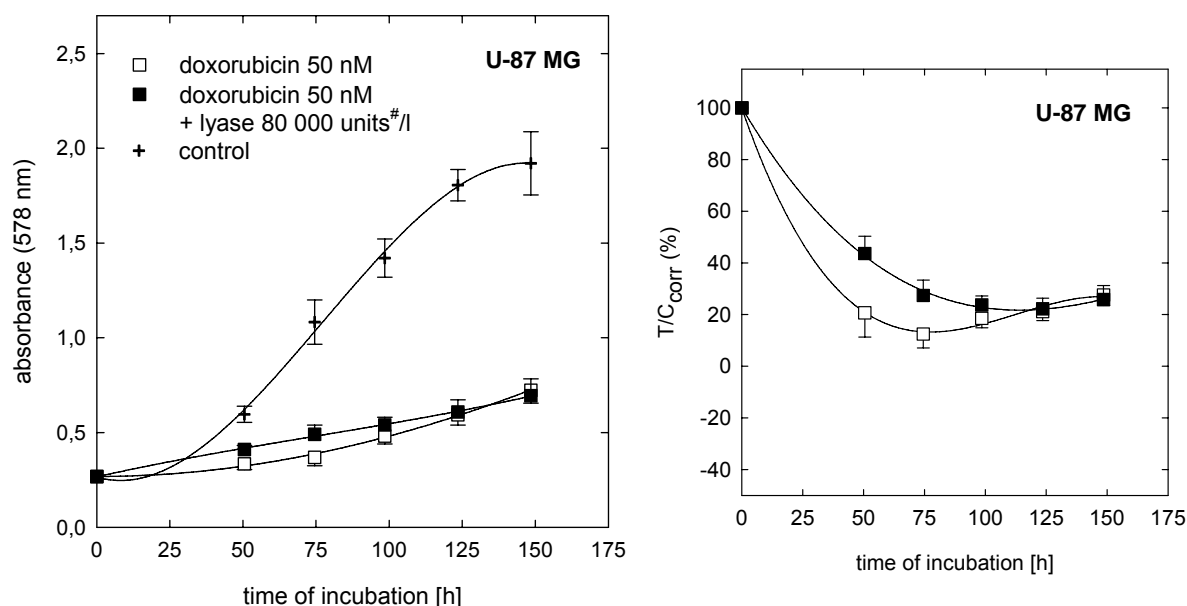 2,5
2,0
1,5
1,0
0,5
0,0
absorbance (578 nm)
doxorubicin 50 nM
doxorubicin 50 nM
+ lyase 80 000 units#/l
control
U-87 MG
0 25 50 75 100 125 150 175
time of incubation [h]
100
80
60
40
20
0
-20
-40
T/Ccorr (%)
U-87 MG
0 25 50 75 100 125 150 175
time of incubation [h]